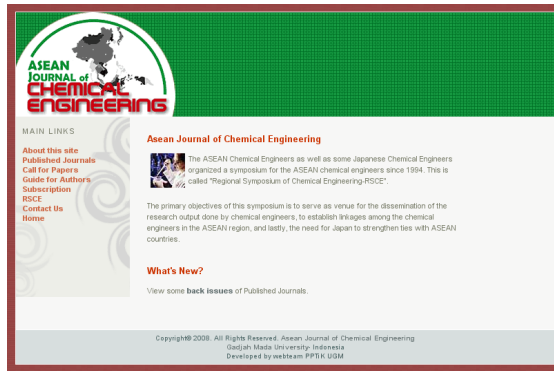 ASEAN
JOURNAL of
CHEMICAL
ENGINEERING
MAIN LINKS
About this site
Published Journals
Call for Papers
Guide for Authors
Subscription
RSCE
Contact Us
Home
Asean Journal of Chemical Engineering
The ASEAN Chemical Engineers as well as some Japanese Chemical Engineers
organized a symposium for the ASEAN chemical engineers since 1994. This is
called "Regional Symposium of Chemical Engineering-RSCE".
The primary objectives of this symposium is to serve as venue for the dissemination of the
research output done by chemical engineers, to establish linkages among the chemical
engineers in the ASEAN region, and lastly, the need for Japan to strengthen ties with ASEAN
countries.
What's New?
View some back issues of Published Journals.
Copyright© 2008. All Rights Reserved. Asean Journal of Chemical Engineering
Gadjah Mada University- Indonesia
Developed by webteam PPTiK UGM